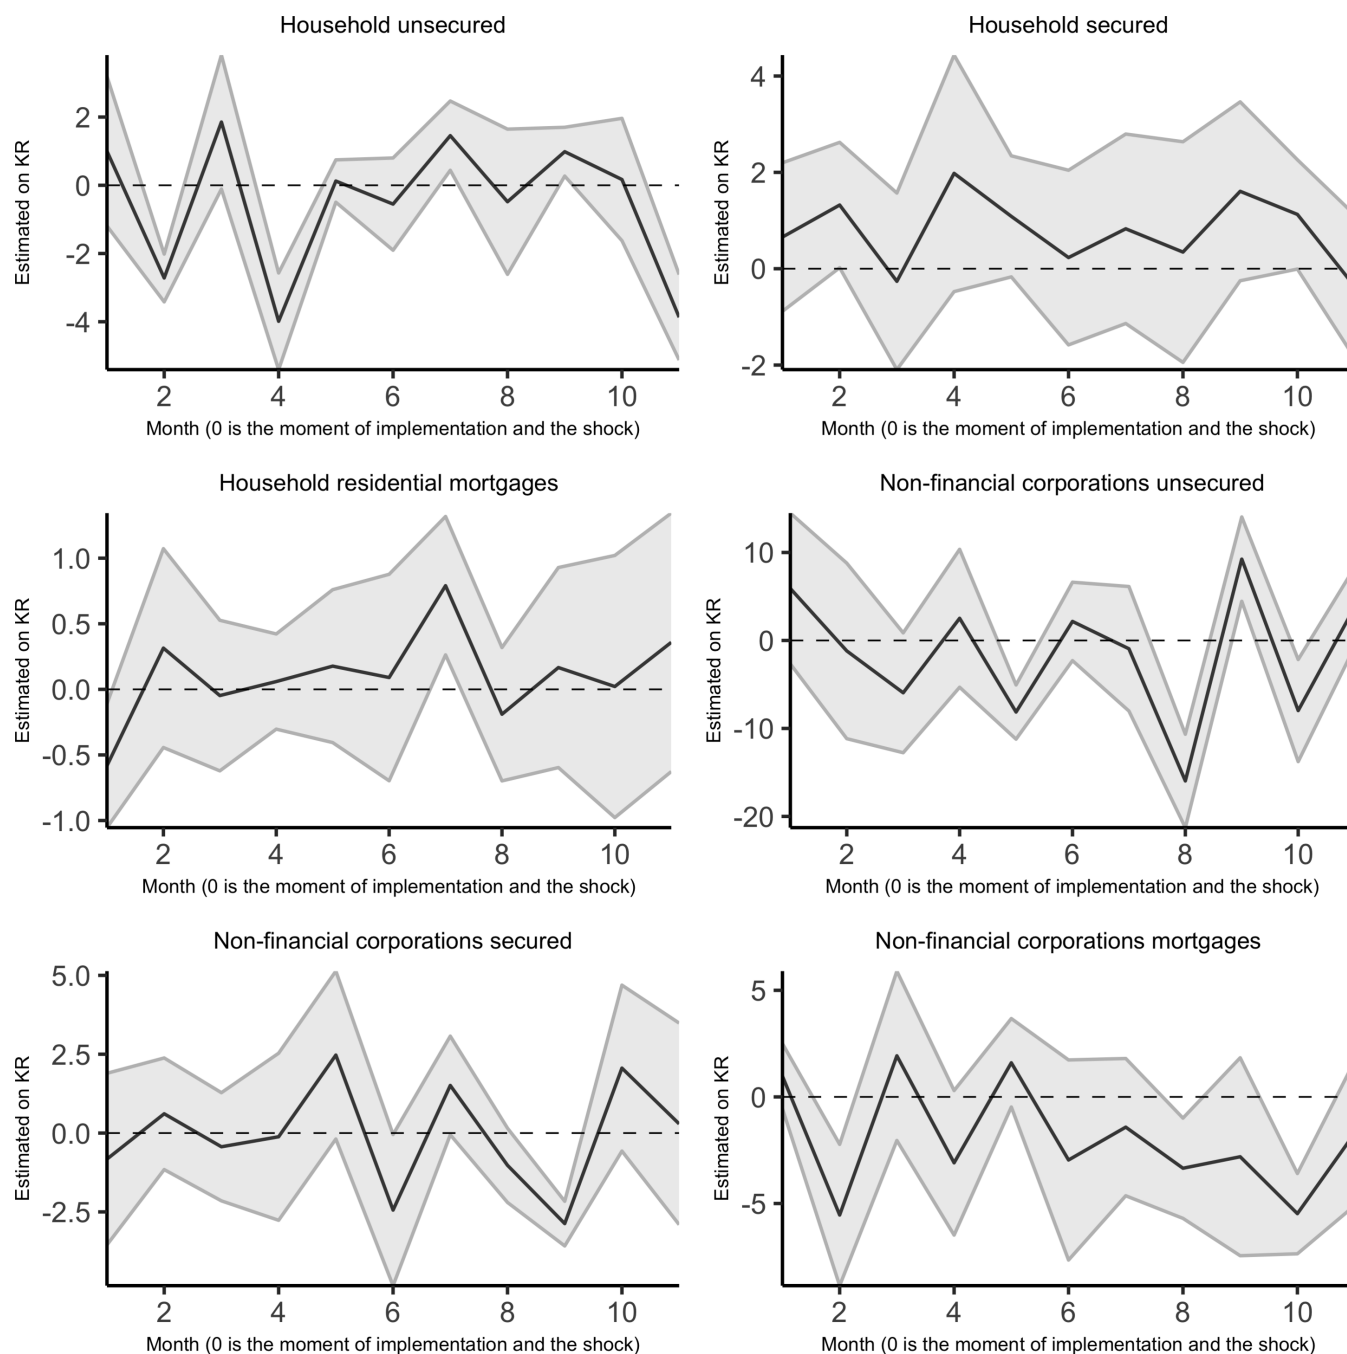 Household unsecured
Estimated on KR
2
0
-2
-4
2 4 6 8 10
Month (0 is the moment of implementation and the shock)
Household secured
Estimated on KR
4
2
0
-2
2 4 6 8 10
Month (0 is the moment of implementation and the shock)
Household residential mortgages
Estimated on KR
1.0
0.5
0.0
-0.5
-1.0
2 4 6 8 10
Month (0 is the moment of implementation and the shock)
Non-financial corporations unsecured
Estimated on KR
10
0
-10
-20
2 4 6 8 10
Month (0 is the moment of implementation and the shock)
Non-financial corporations secured
Estimated on KR
5.0
2.5
0.0
-2.5
2 4 6 8 10
Month (0 is the moment of implementation and the shock)
Non-financial corporations mortgages
Estimated on KR
5
0
-5
2 4 6 8 10
Month (0 is the moment of implementation and the shock)